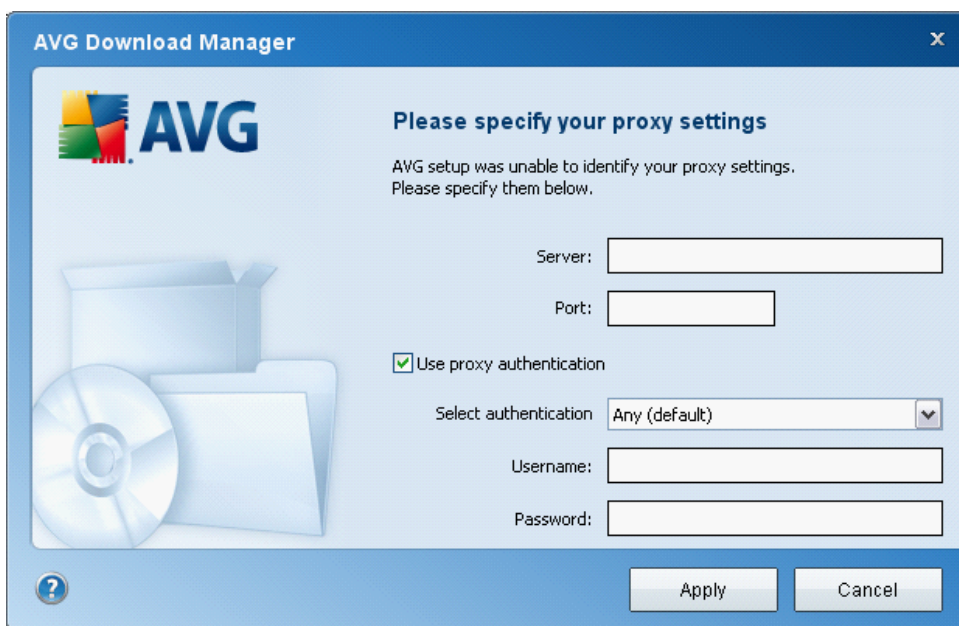 AVG Download Manager
x
AVG
Please specify your proxy settings
AVG setup was unable to identify your proxy settings.
Please specify them below.
Server:
Port:
Use proxy authentication
Select authentication Any (default)
Username:
Password:
? Apply Cancel